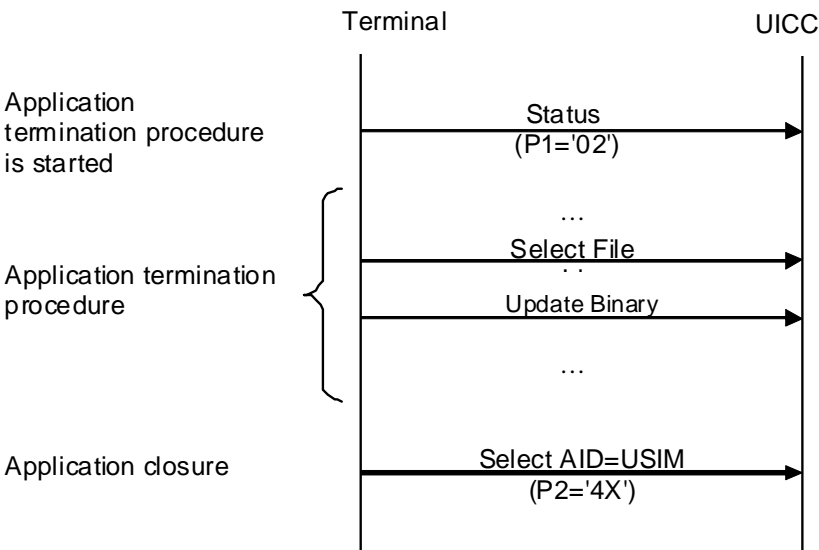 Terminal
UICC
Application
termination procedure
is started
Status
(P1='02')
...
Select File
. .
Application termination
procedure
Update Binary
...
Application closure
Select AID=USIM
(P2='4X')